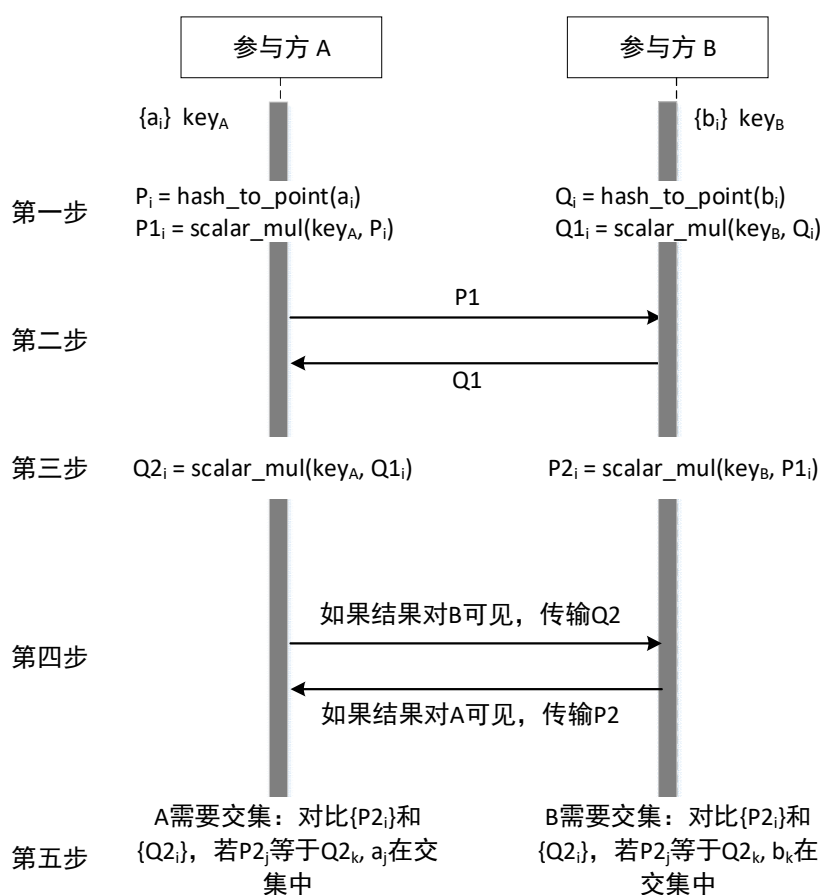 参与方 A
参与方 B
{aᵢ} key_A
{bᵢ} key_B
第一步
Pᵢ = hash_to_point(aᵢ)
P1ᵢ = scalar_mul(key_A, Pᵢ)
Qᵢ = hash_to_point(bᵢ)
Q1ᵢ = scalar_mul(key_B, Qᵢ)
第二步
P1
Q1
第三步
Q2ᵢ = scalar_mul(key_A, Q1ᵢ)
P2ᵢ = scalar_mul(key_B, P1ᵢ)
第四步
如果结果对B可见，传输Q2
如果结果对A可见，传输P2
第五步
A需要交集：对比{P2ᵢ}和
{Q2ᵢ}，若P2ⱼ等于Q2ₖ, aⱼ在交
集中
B需要交集：对比{P2ᵢ}和
{Q2ᵢ}，若P2ⱼ等于Q2ₖ, bₖ在
交集中